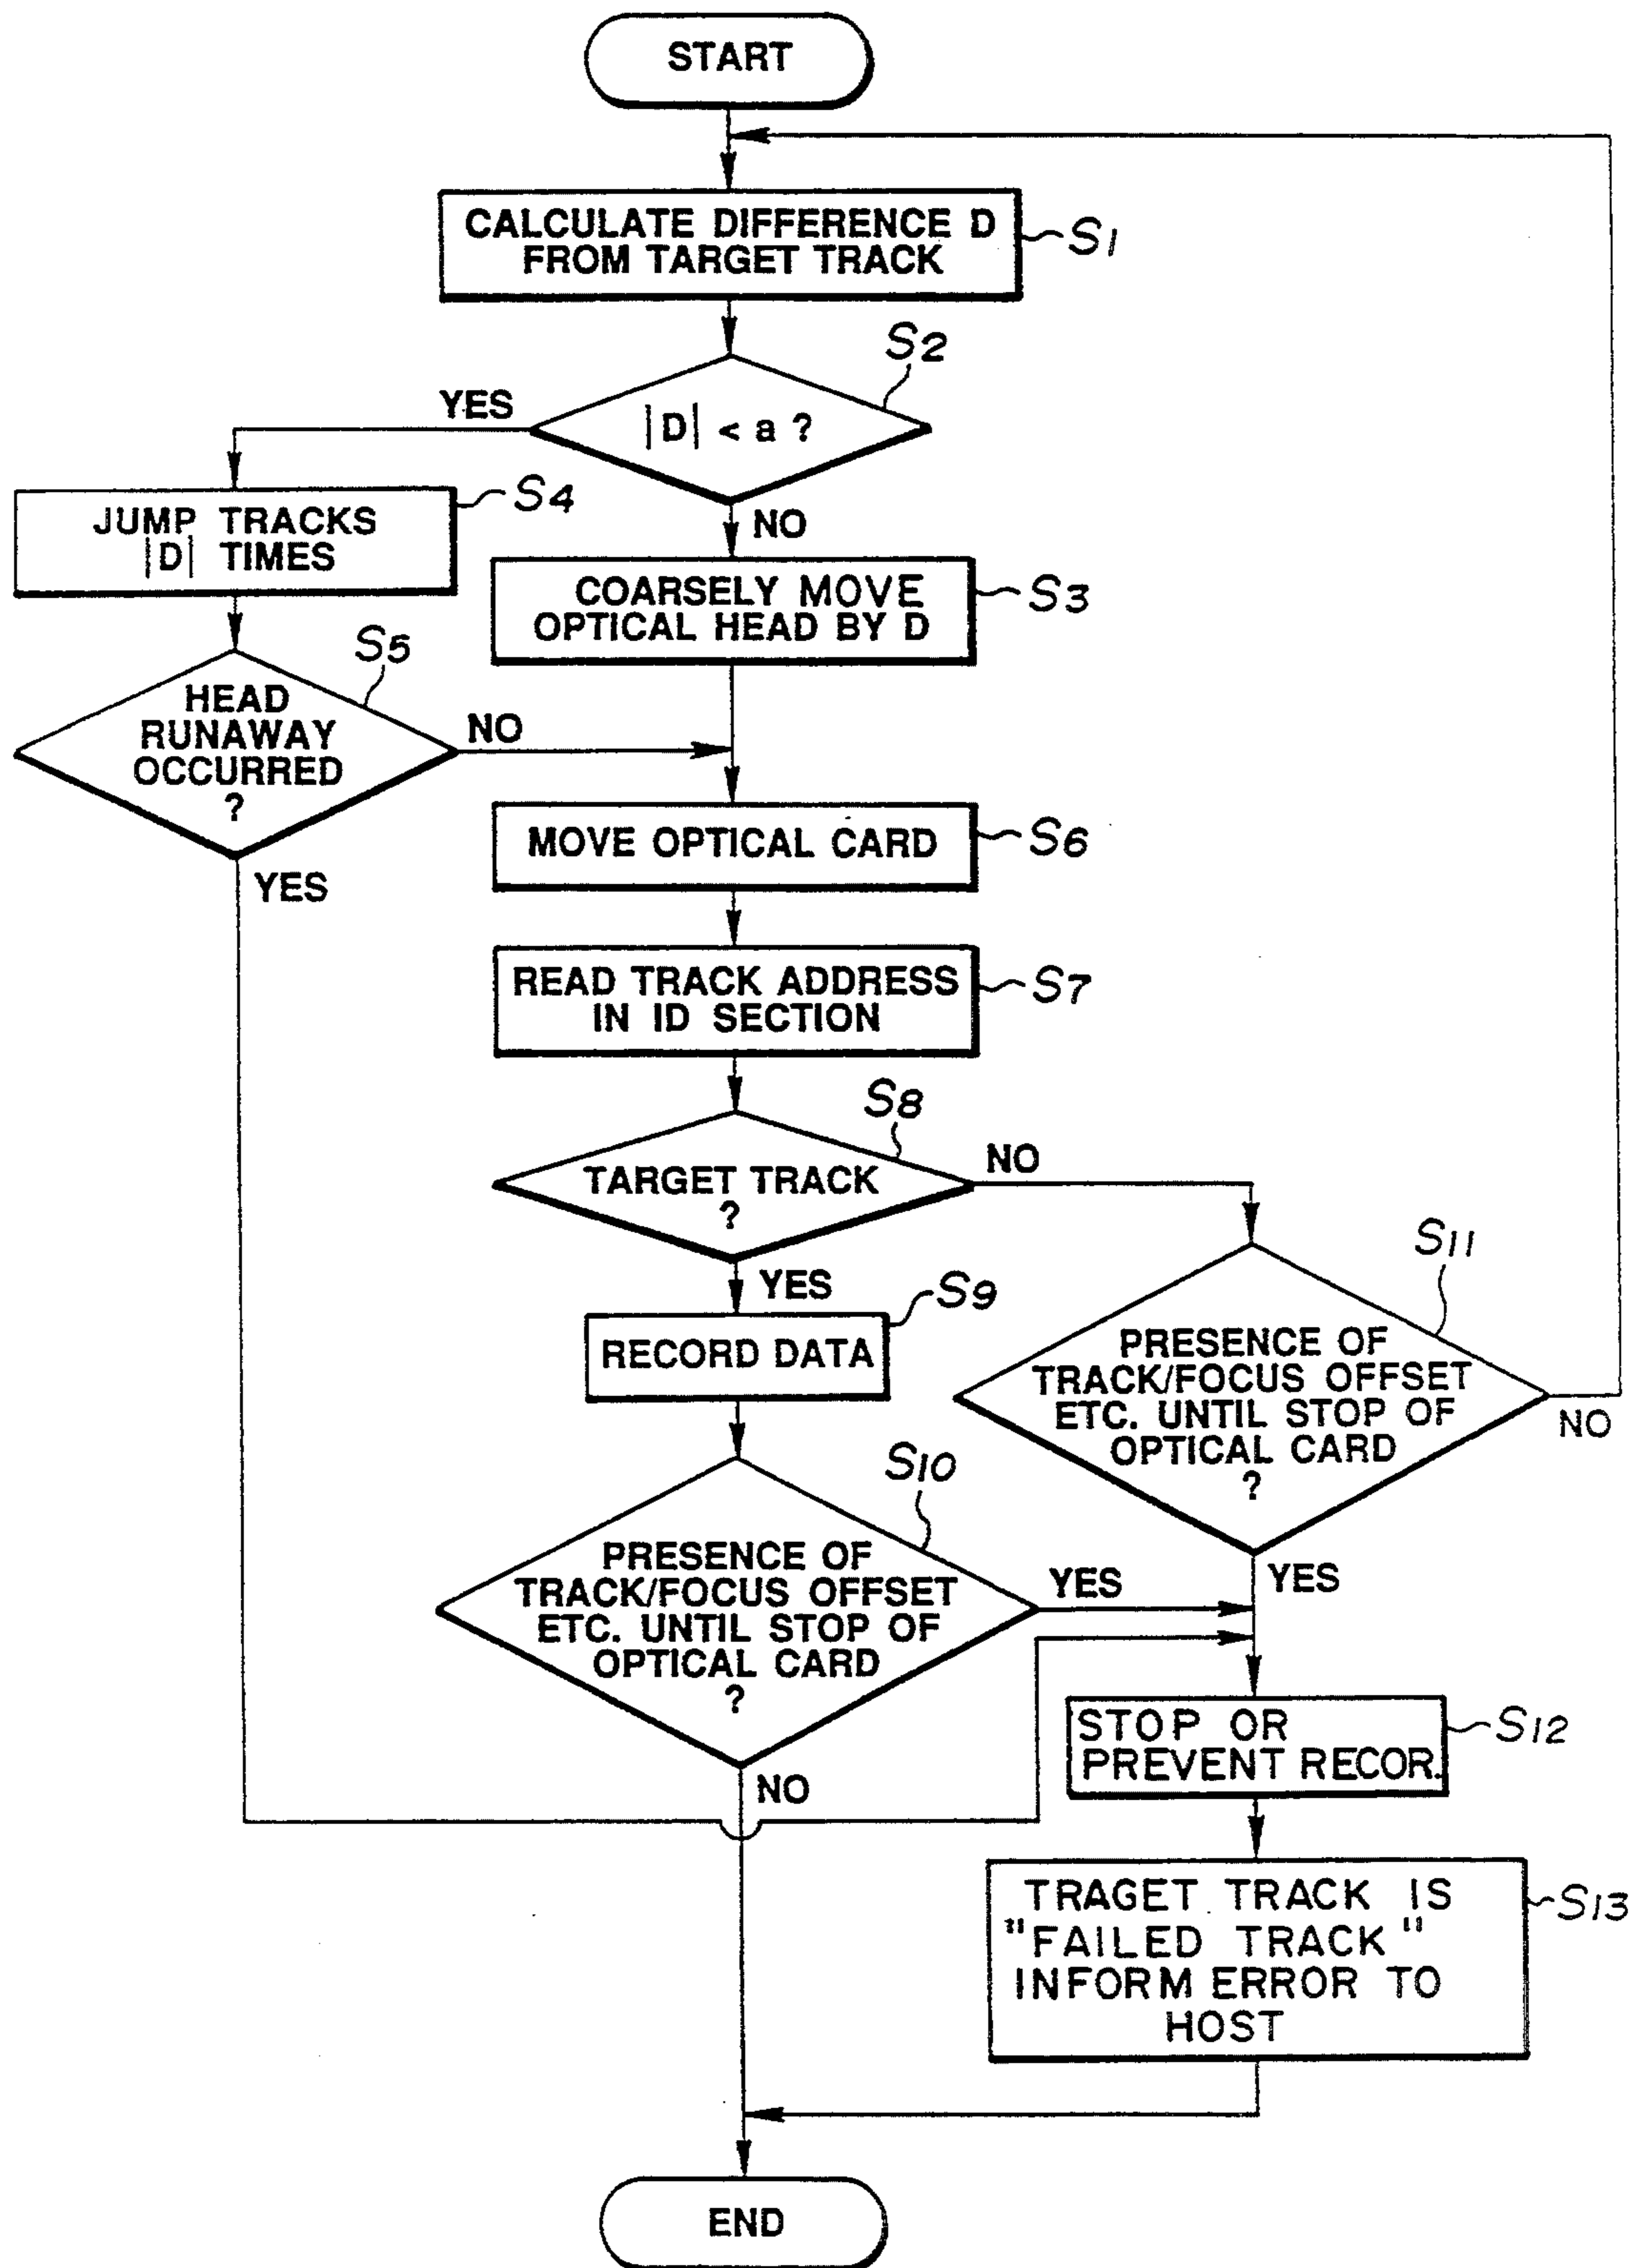 START
CALCULATE DIFFERENCE D
FROM TARGET TRACK
S1
S2
YES
|D| < a ?
S4
JUMP TRACKS
|D| TIMES
NO
COARSELY MOVE
OPTICAL HEAD BY D
S3
S5
HEAD
RUNAWAY
OCCURRED
?
NO
YES
MOVE OPTICAL CARD
S6
READ TRACK ADDRESS
IN ID SECTION
S7
S8
TARGET TRACK
?
NO
YES
S9
RECORD DATA
S11
PRESENCE OF
TRACK/FOCUS OFFSET
ETC. UNTIL STOP OF
OPTICAL CARD
?
NO
YES
S10
PRESENCE OF
TRACK/FOCUS OFFSET
ETC. UNTIL STOP OF
OPTICAL CARD
?
YES
NO
STOP OR
PREVENT RECOR.
S12
TRAGET TRACK IS
"FAILED TRACK"
INFORM ERROR TO
HOST
S13
END